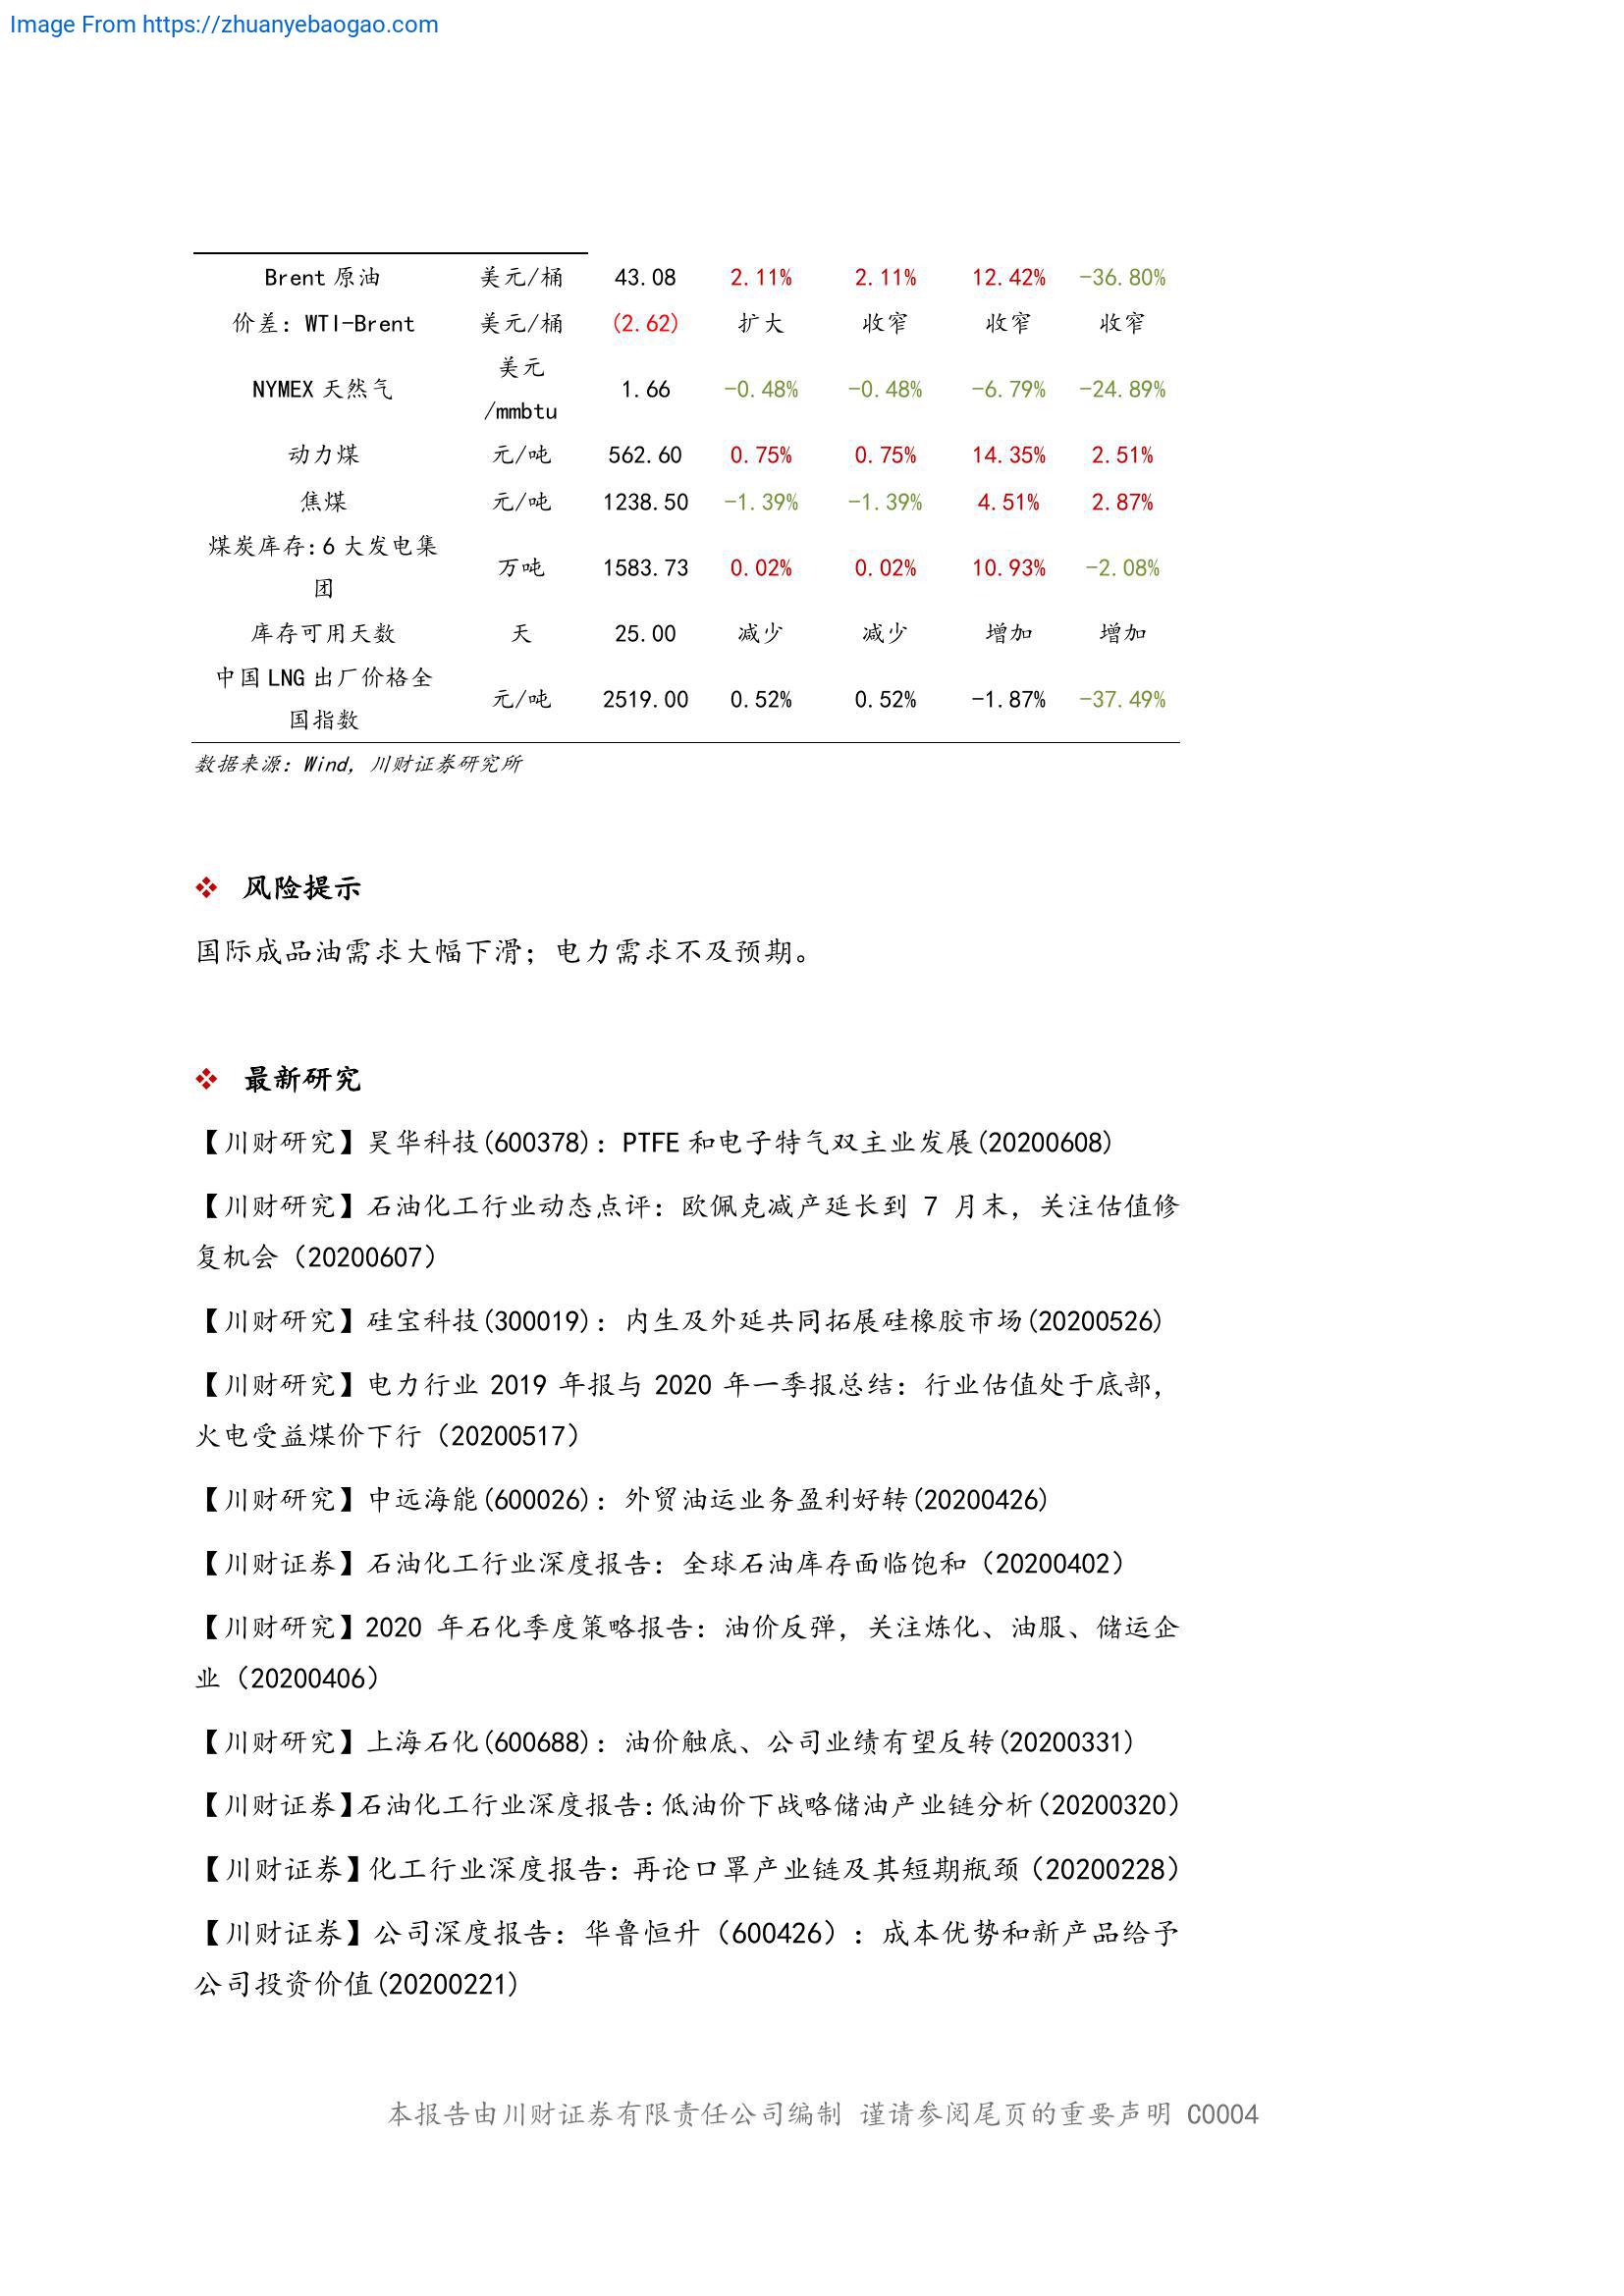 Image From https://zhuanyebaogao.com
Brent 原油 美元/桶 43.08 2.11% 2.11% 12.42% -36.80%
价差：WTI-Brent 美元/桶 (2.62) 扩大 收窄 收窄 收窄
NYMEX 天然气 美元
/mmbtu 1.66 -0.48% -0.48% -6.79% -24.89%
动力煤 元/吨 562.60 0.75% 0.75% 14.35% 2.51%
焦煤 元/吨 1238.50 -1.39% -1.39% 4.51% 2.87%
煤炭库存:6 大发电集
团 万吨 1583.73 0.02% 0.02% 10.93% -2.08%
库存可用天数 天 25.00 减少 减少 增加 增加
中国 LNG 出厂价格全
国指数 元/吨 2519.00 0.52% 0.52% -1.87% -37.49%
数据来源：Wind，川财证券研究所
❖ 风险提示
国际成品油需求大幅下滑；电力需求不及预期。
❖ 最新研究
【川财研究】昊华科技(600378)：PTFE 和电子特气双主业发展(20200608)
【川财研究】石油化工行业动态点评：欧佩克减产延长到 7 月末，关注估值修
复机会（20200607）
【川财研究】硅宝科技(300019)：内生及外延共同拓展硅橡胶市场(20200526)
【川财研究】电力行业 2019 年报与 2020 年一季报总结：行业估值处于底部，
火电受益煤价下行（20200517）
【川财研究】中远海能(600026)：外贸油运业务盈利好转(20200426)
【川财证券】石油化工行业深度报告：全球石油库存面临饱和（20200402）
【川财研究】2020 年石化季度策略报告：油价反弹，关注炼化、油服、储运企
业（20200406）
【川财研究】上海石化(600688)：油价触底、公司业绩有望反转(20200331)
【川财证券】石油化工行业深度报告：低油价下战略储油产业链分析（20200320）
【川财证券】化工行业深度报告：再论口罩产业链及其短期瓶颈（20200228）
【川财证券】公司深度报告：华鲁恒升（600426）：成本优势和新产品给予
公司投资价值(20200221)
本报告由川财证券有限责任公司编制 谨请参阅尾页的重要声明 C0004